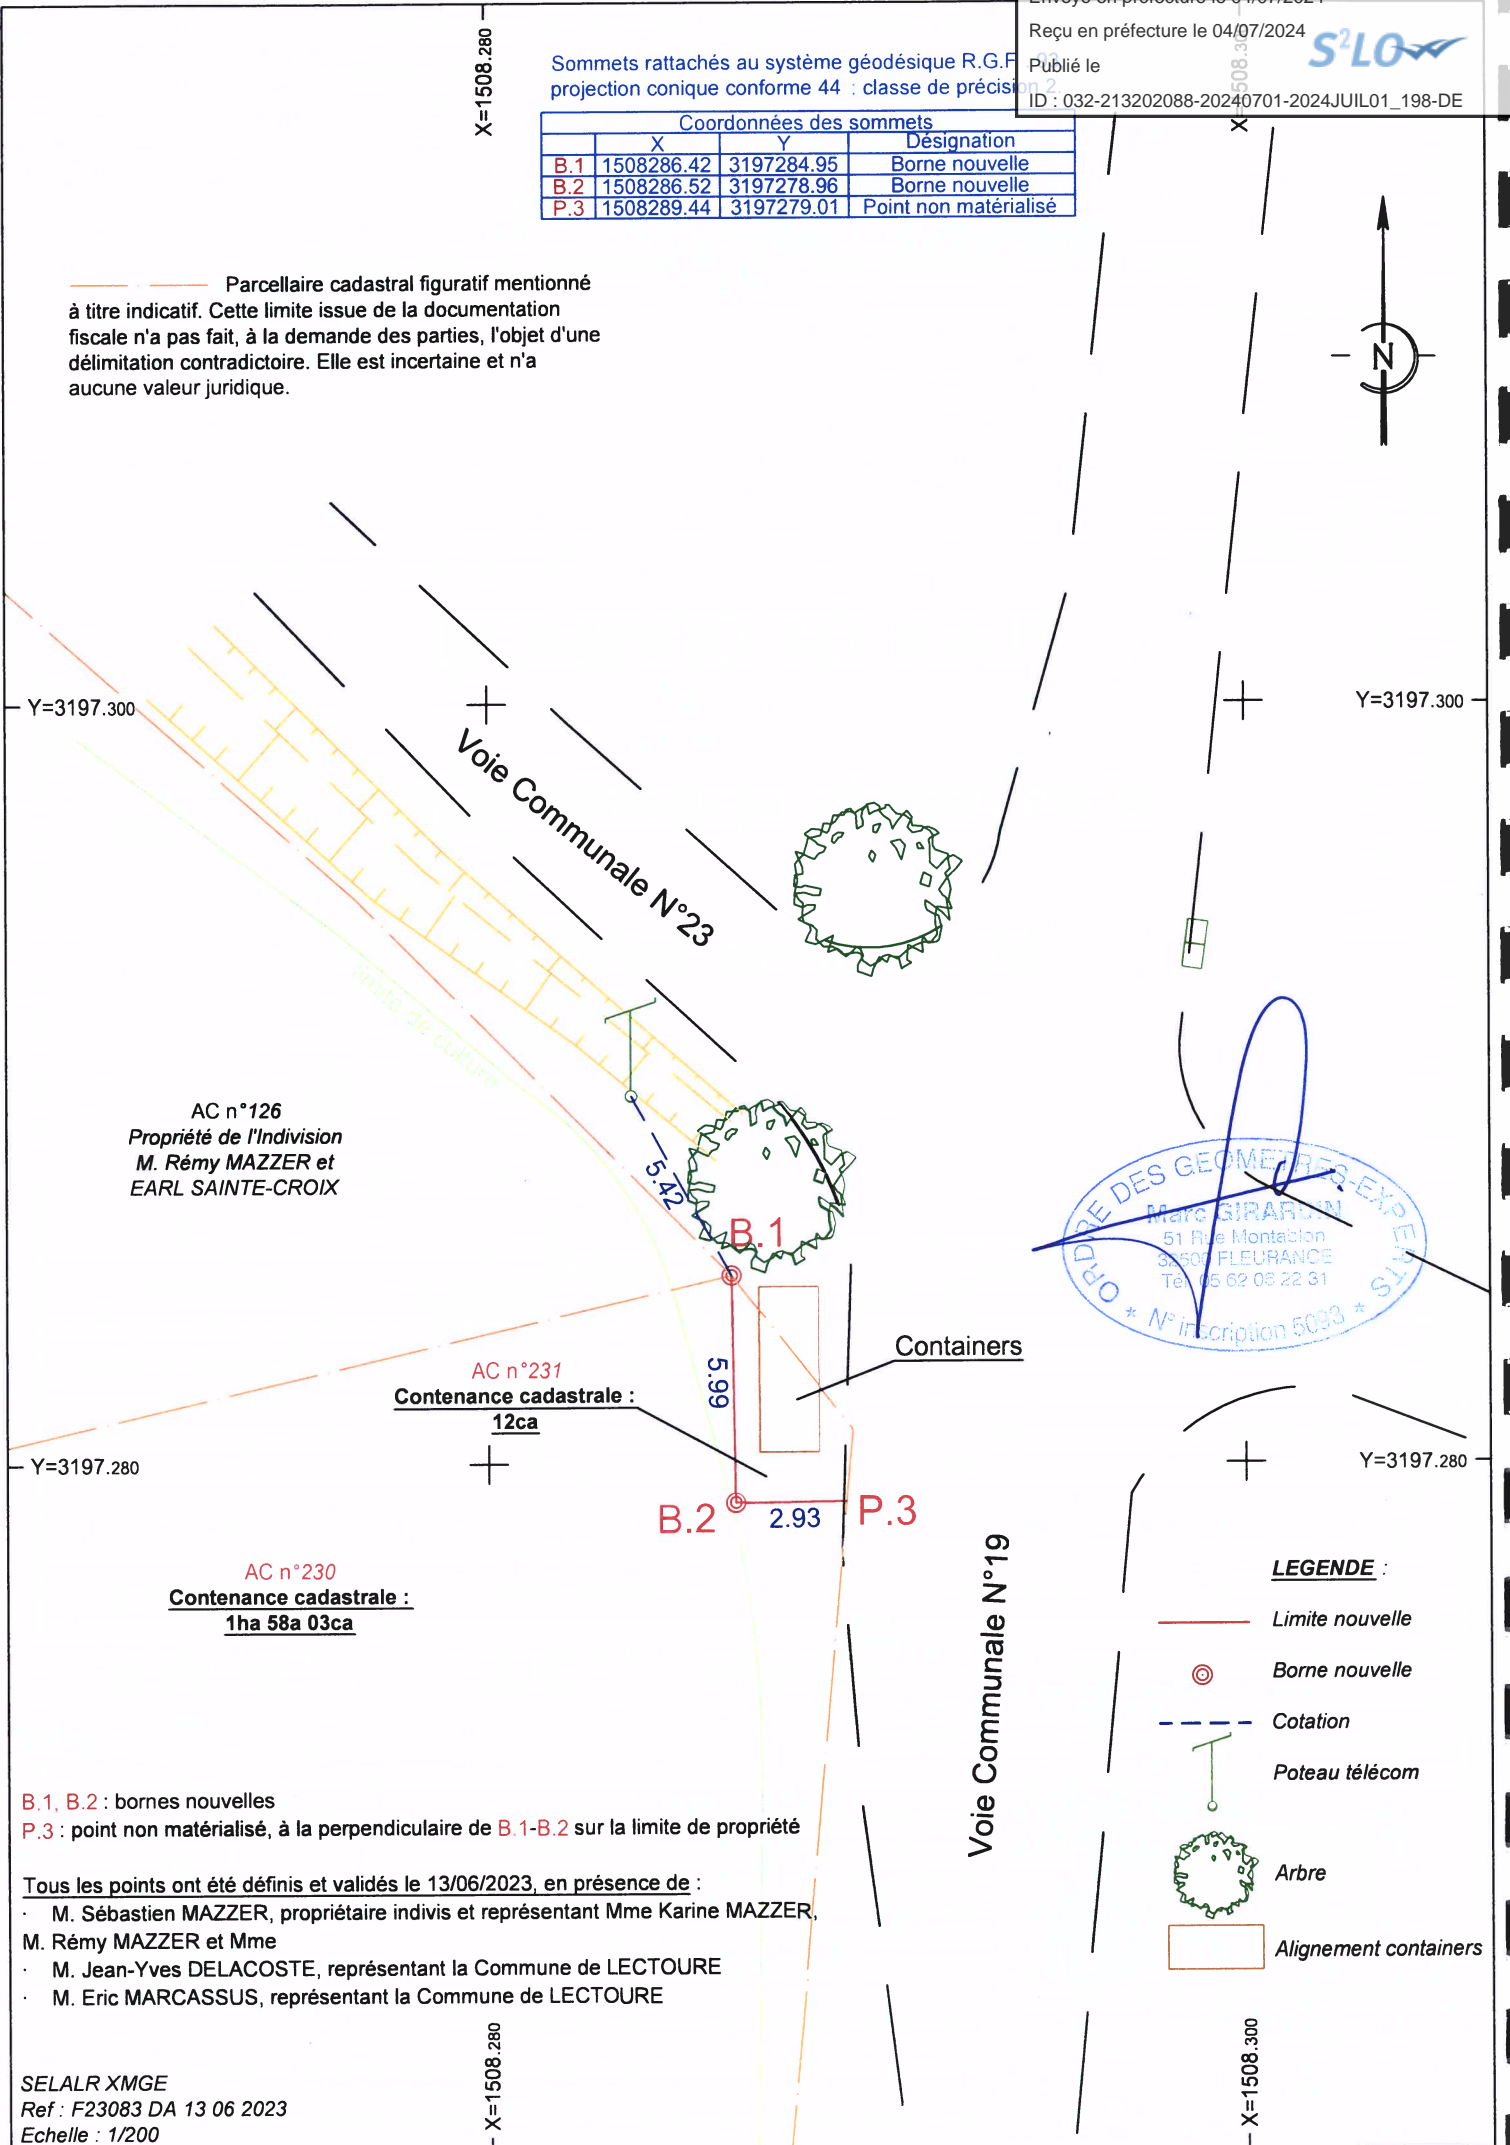 Reçu en préfecture le 04/07/2024
Publié le
S²LO
ID : 032-213202088-20240701-2024JUIL01_198-DE
X=1508.280
Sommets rattachés au système géodésique R.G.F
projection conique conforme 44 : classe de précision 2.
Coordonnées des sommets
X Y Désignation
B.1 1508286.42 3197284.95 Borne nouvelle
B.2 1508286.52 3197278.96 Borne nouvelle
P.3 1508289.44 3197279.01 Point non matérialisé
Parcellaire cadastral figuratif mentionné
à titre indicatif. Cette limite issue de la documentation
fiscale n'a pas fait, à la demande des parties, l'objet d'une
délimitation contradictoire. Elle est incertaine et n'a
aucune valeur juridique.
N
Y=3197.300
Y=3197.300
Voie Communale N°23
limite de culture
AC n°126
Propriété de l'Indivision
M. Rémy MAZZER et
EARL SAINTE-CROIX
5.42
B.1
ORDRE DES GEOMETRES-EXPERTS
Marc GIRARDIN
51 Rue Montablon
32500 FLEURANCE
Tél 05 62 06 22 31
* N° inscription 5093 *
Containers
5.99
AC n°231
Contenance cadastrale :
12ca
Y=3197.280
Y=3197.280
B.2
2.93
P.3
AC n°230
Contenance cadastrale :
1ha 58a 03ca
Voie Communale N°19
LEGENDE :
Limite nouvelle
Borne nouvelle
Cotation
Poteau télécom
Arbre
Alignement containers
B.1, B.2 : bornes nouvelles
P.3 : point non matérialisé, à la perpendiculaire de B.1-B.2 sur la limite de propriété
Tous les points ont été définis et validés le 13/06/2023, en présence de :
· M. Sébastien MAZZER, propriétaire indivis et représentant Mme Karine MAZZER,
M. Rémy MAZZER et Mme
· M. Jean-Yves DELACOSTE, représentant la Commune de LECTOURE
· M. Eric MARCASSUS, représentant la Commune de LECTOURE
X=1508.280
X=1508.300
SELALR XMGE
Ref : F23083 DA 13 06 2023
Echelle : 1/200